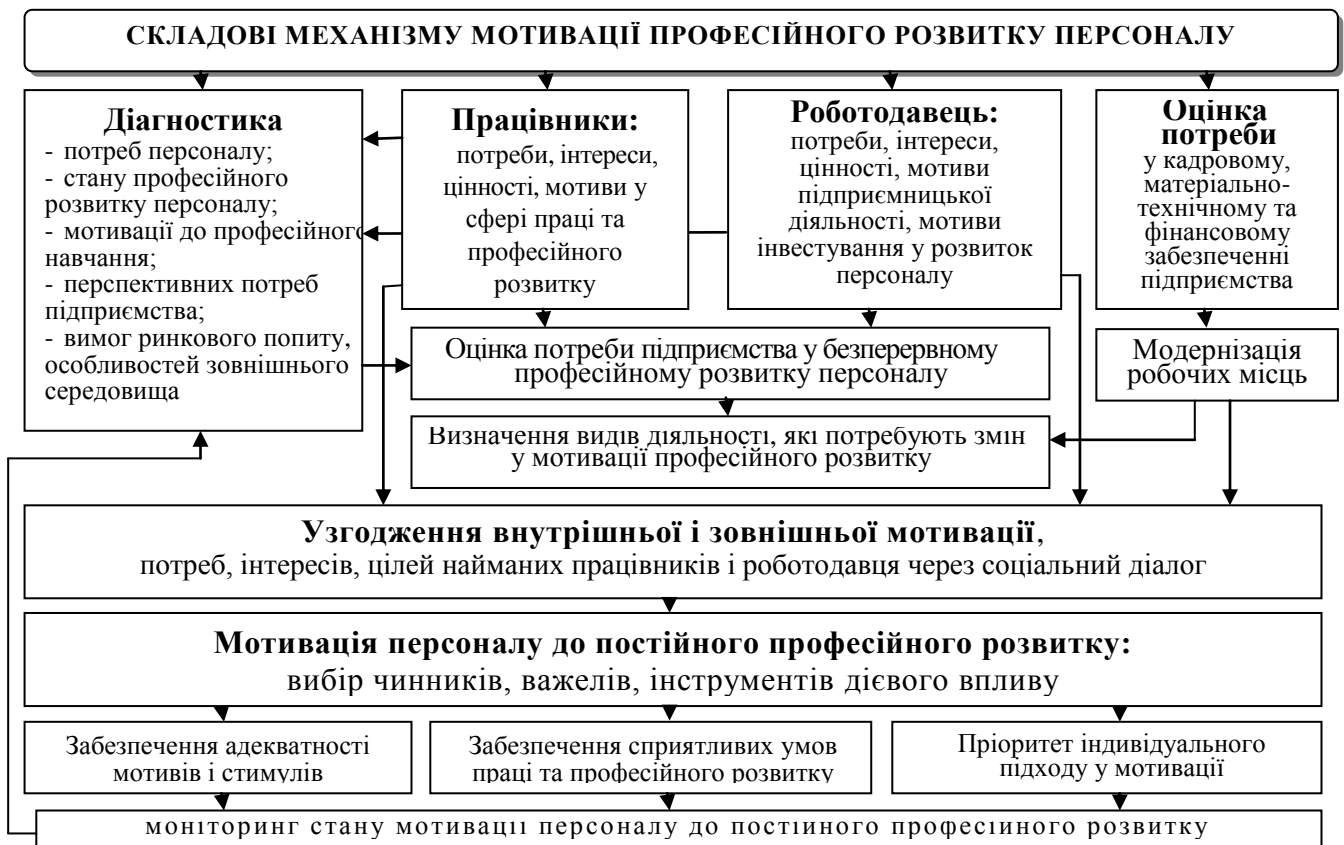 СКЛАДОВІ МЕХАНІЗМУ МОТИВАЦІЇ ПРОФЕСІЙНОГО РОЗВИТКУ ПЕРСОНАЛУ
Діагностика
- потреб персоналу;
- стану професійного
розвитку персоналу;
- мотивації до професійного
навчання;
- перспективних потреб
підприємства;
- вимог ринкового попиту,
особливостей зовнішнього
середовища
Працівники:
потреби, інтереси,
цінності, мотиви у
сфері праці та
професійного
розвитку
Роботодавець:
потреби, інтереси,
цінності, мотиви
підприємницької
діяльності, мотиви
інвестування у розвиток
персоналу
Оцінка
потреби
у кадровому,
матеріально-
технічному та
фінансовому
забезпеченні
підприємства
Оцінка потреби підприємства у безперервному
професійному розвитку персоналу
Модернізація
робочих місць
Визначення видів діяльності, які потребують змін
у мотивації професійного розвитку
Узгодження внутрішньої і зовнішньої мотивації,
потреб, інтересів, цілей найманих працівників і роботодавця через соціальний діалог
Мотивація персоналу до постійного професійного розвитку:
вибір чинників, важелів, інструментів дієвого впливу
Забезпечення адекватності
мотивів і стимулів
Забезпечення сприятливих умов
праці та професійного розвитку
Пріоритет індивідуального
підходу у мотивації
моніторинг стану мотивації персоналу до постійного професійного розвитку